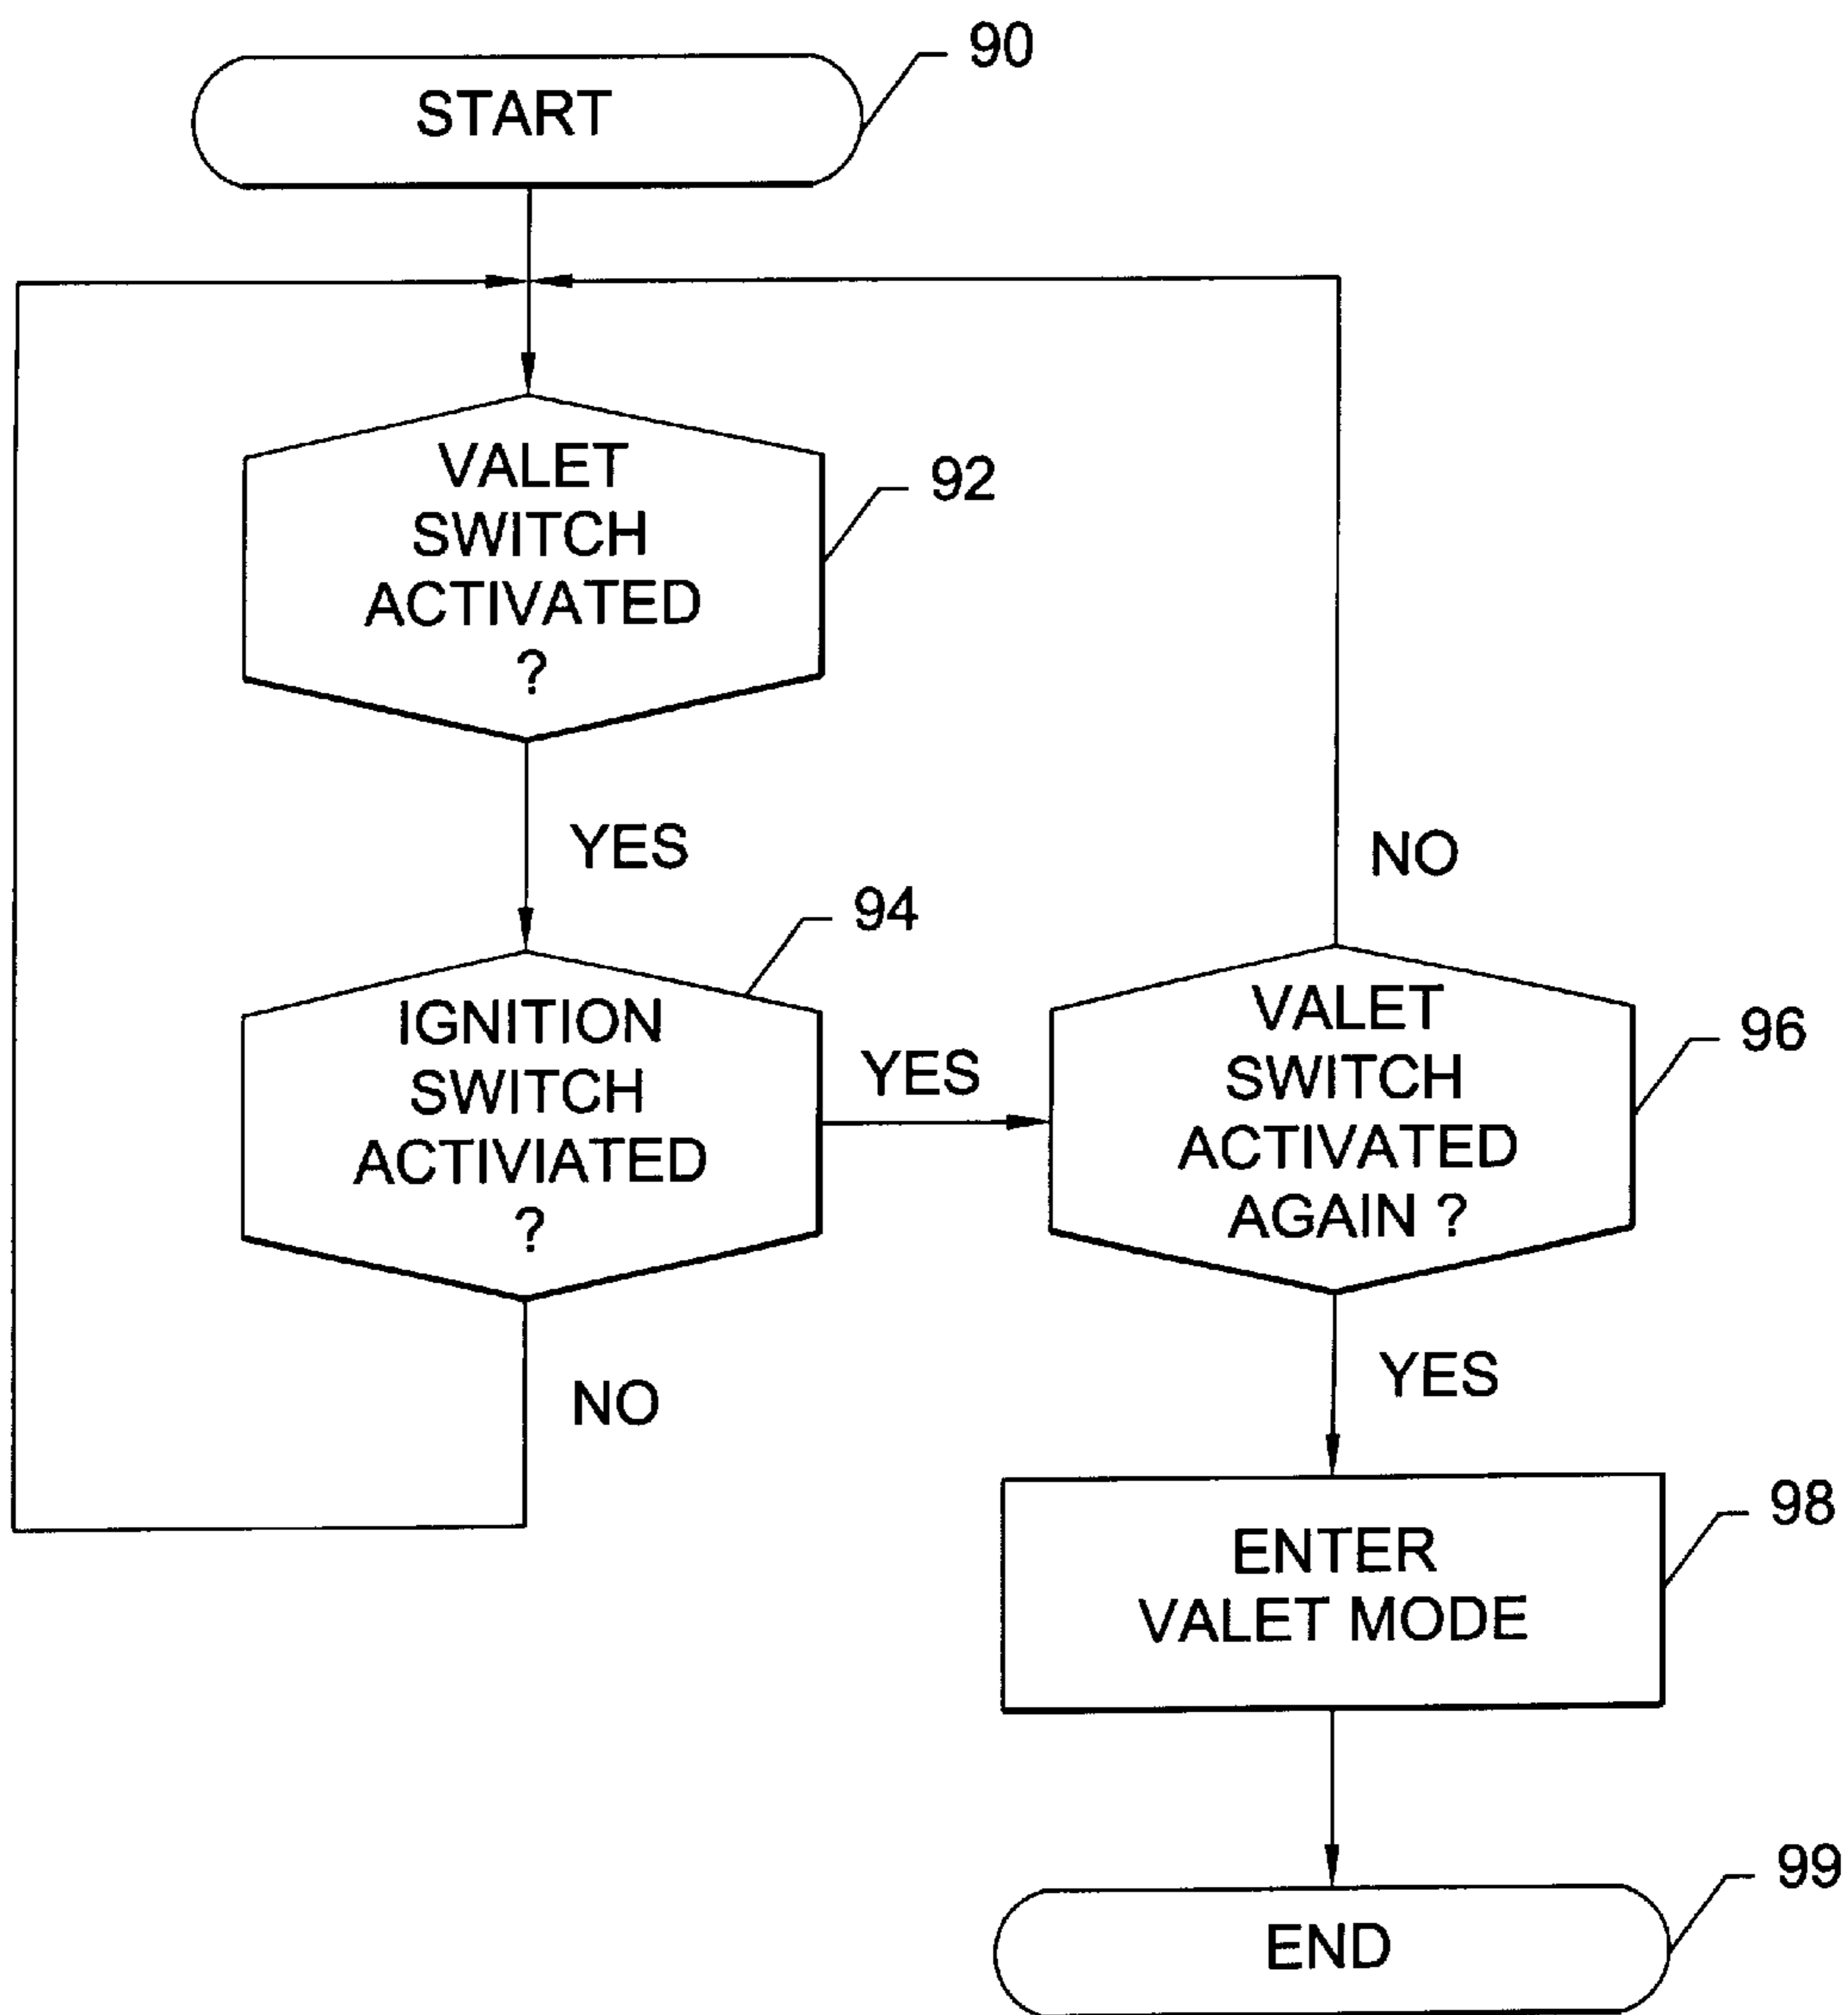 START
90
VALET
SWITCH
ACTIVATED
?
92
YES
NO
94
IGNITION
SWITCH
ACTIVIATED
?
YES
VALET
SWITCH
ACTIVATED
AGAIN ?
96
NO
YES
ENTER
VALET MODE
98
END
99